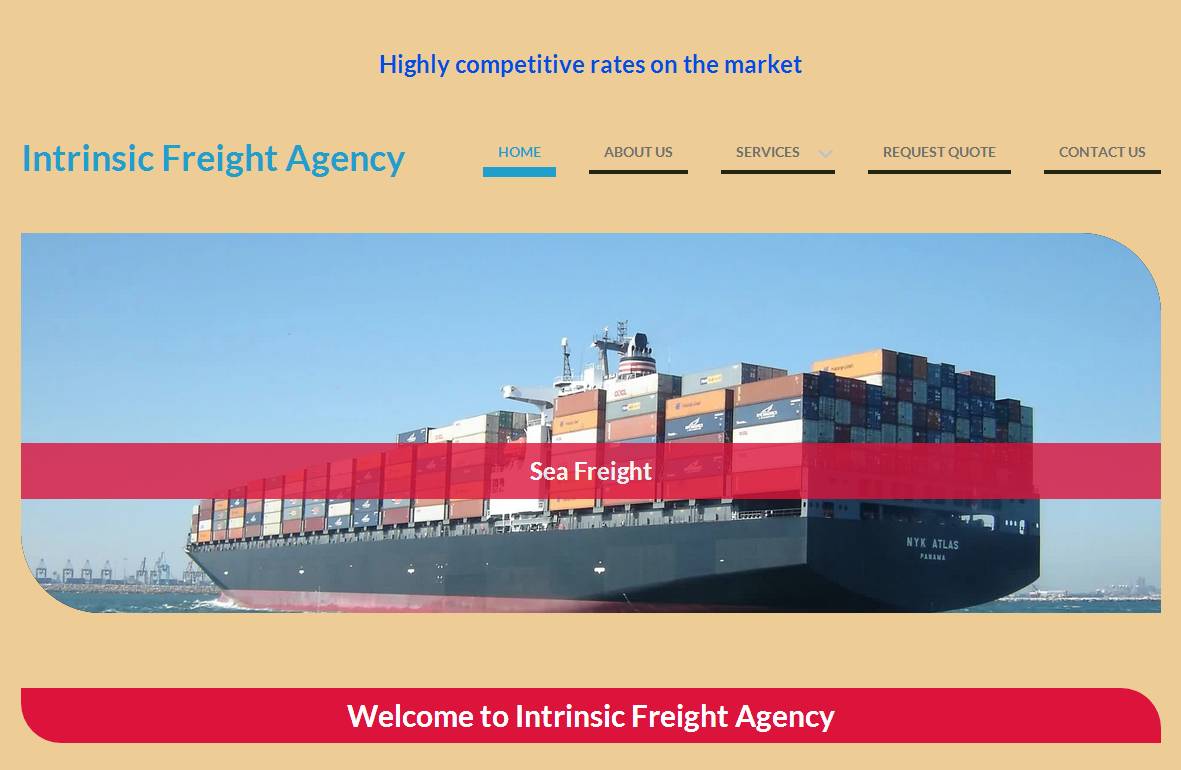 Highly competitive rates on the market
Intrinsic Freight Agency
HOME
ABOUT US
SERVICES
REQUEST QUOTE
CONTACT US
Sea Freight
NYK ATLAS
PANAMA
Welcome to Intrinsic Freight Agency